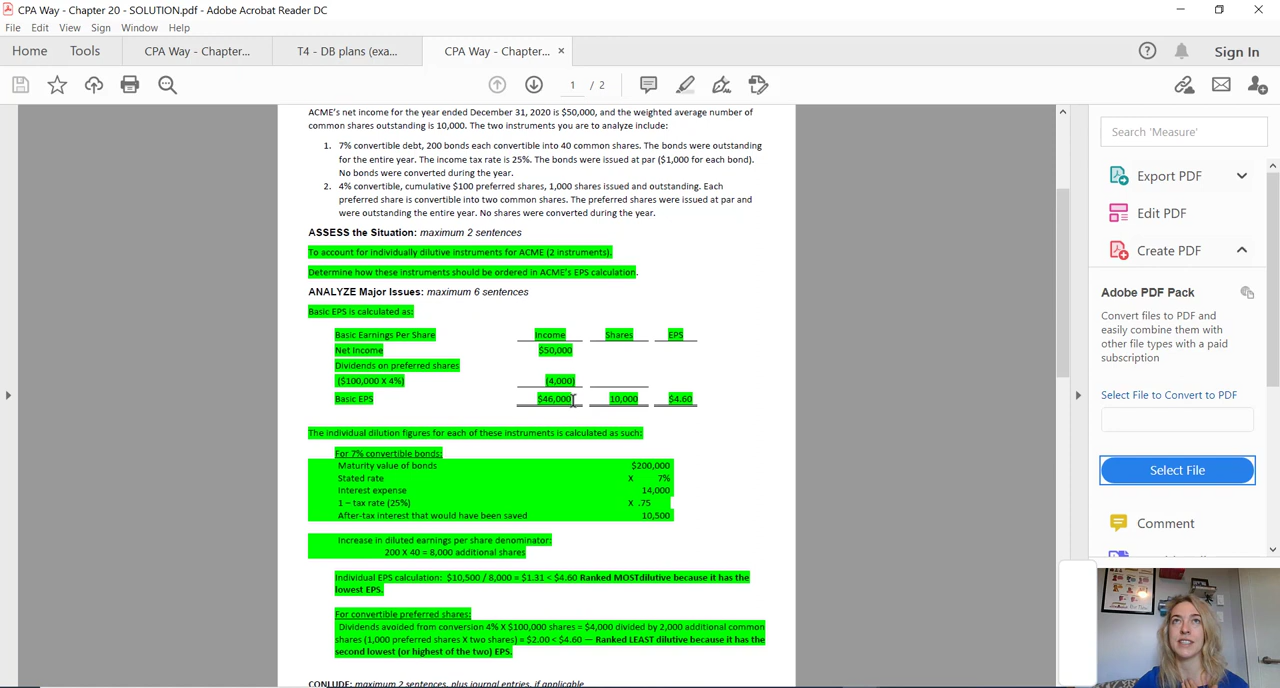 CPA Way - Chapter 20 - SOLUTION.pdf - Adobe Acrobat Reader DC
File Edit View Sign Window Help
Home Tools CPA Way - Chapter... T4 - DB plans (exa... CPA Way - Chapter... ×
1 / 2
Sign In
ACME's net income for the year ended December 31, 2020 is $50,000, and the weighted average number of
common shares outstanding is 10,000. The two instruments you are to analyze include:
1. 7% convertible debt, 200 bonds each convertible into 40 common shares. The bonds were outstanding
for the entire year. The income tax rate is 25%. The bonds were issued at par ($1,000 for each bond).
No bonds were converted during the year.
2. 4% convertible, cumulative $100 preferred shares, 1,000 shares issued and outstanding. Each
preferred share is convertible into two common shares. The preferred shares were issued at par and
were outstanding the entire year. No shares were converted during the year.
ASSESS the Situation: maximum 2 sentences
To account for individually dilutive instruments for ACME (2 instruments).
Determine how these instruments should be ordered in ACME's EPS calculation.
ANALYZE Major Issues: maximum 6 sentences
Basic EPS is calculated as:
Basic Earnings Per Share Income Shares EPS
Net Income $50,000
Dividends on preferred shares
($100,000 X 4%) (4,000)
Basic EPS $46,000 10,000 $4.60
The individual dilution figures for each of these instruments is calculated as such:
For 7% convertible bonds:
Maturity value of bonds $200,000
Stated rate X 7%
Interest expense 14,000
1 – tax rate (25%) X .75
After-tax interest that would have been saved 10,500
Increase in diluted earnings per share denominator:
200 X 40 = 8,000 additional shares
Individual EPS calculation: $10,500 / 8,000 = $1.31 < $4.60 Ranked MOSTdilutive because it has the
lowest EPS.
For convertible preferred shares:
Dividends avoided from conversion 4% X $100,000 shares = $4,000 divided by 2,000 additional common
shares (1,000 preferred shares X two shares) = $2.00 < $4.60 — Ranked LEAST dilutive because it has the
second lowest (or highest of the two) EPS.
CONLUDE: maximum 2 sentences, plus journal entries, if applicable
Search 'Measure'
Export PDF
Edit PDF
Create PDF
Adobe PDF Pack
Convert files to PDF and
easily combine them with
other file types with a paid
subscription
Select File to Convert to PDF
Select File
Comment